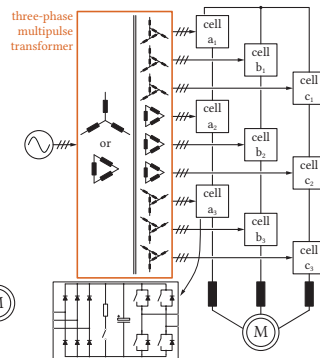 three-phase
multipulse
transformer
or
cell
a1
cell
b1
cell
c1
cell
a2
cell
b2
cell
c2
cell
a3
cell
b3
cell
c3
M